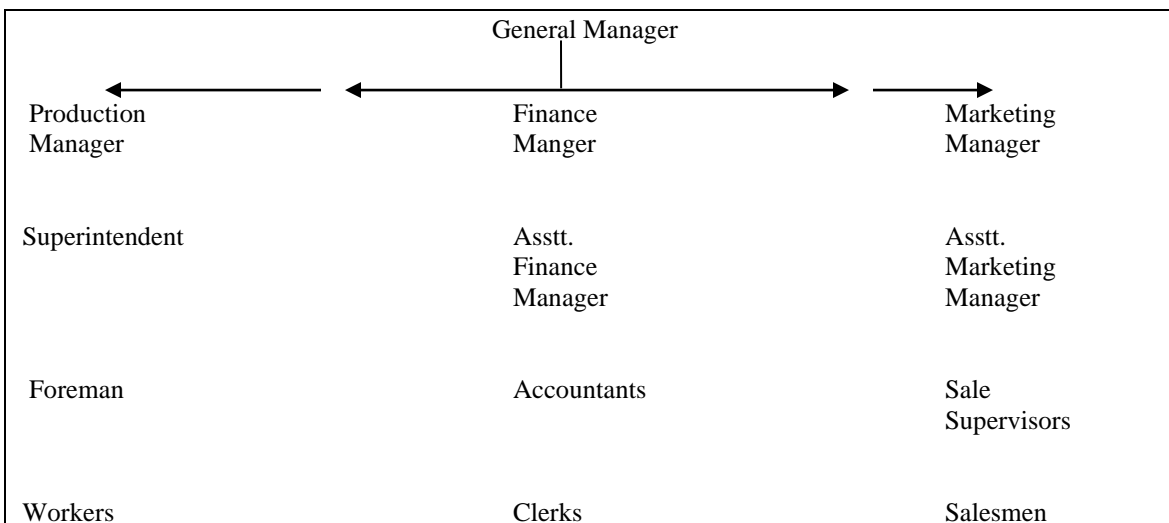 General Manager
Production Finance Marketing
Manager Manger Manager
Superintendent Asstt. Asstt.
Finance Marketing
Manager Manager
Foreman Accountants Sale
Supervisors
Workers Clerks Salesmen